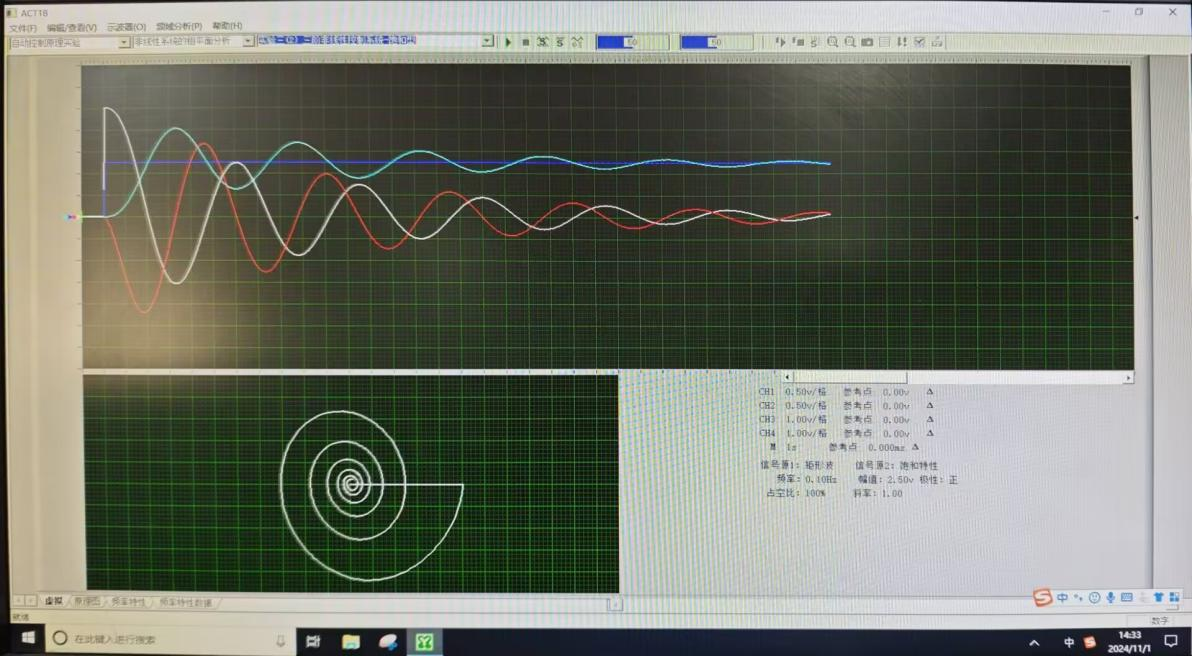 ACT18
文件(F) 编辑/查看(V) 示波器(O) 频域分析(P) 帮助(H)
自动控制原理实验 非线性系统的相平面分析 50 50
CH1 0.50v/格 参考点 0.00v Δ
CH2 0.50v/格 参考点 0.00v Δ
CH3 1.00v/格 参考点 0.00v Δ
CH4 1.00v/格 参考点 0.00v Δ
M 1s 参考点 0.000ms Δ
信号源1: 矩形波 信号源2: 饱和特性
频率: 0.10Hz 幅值: 2.50v 极性: 正
占空比: 100% 斜率: 1.00
虚拟 原理图 频率特性 频率特性数据
就绪
数字
中
在此键入进行搜索
中
14:33
2024/11/1